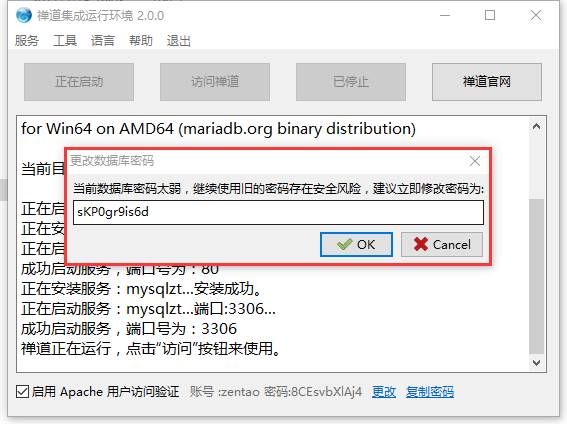 禅道集成运行环境 2.0.0
服务 工具 语言 帮助 退出
正在启动 访问禅道 已停止 禅道官网
for Win64 on AMD64 (mariadb.org binary distribution)
更改数据库密码
当前目
当前数据库密码太弱，继续使用旧的密码存在安全风险，建议立即修改密码为:
sKP0gr9is6d
正在启
正在安
正在启
OK Cancel
成功启动服务，端口号为：80
正在安装服务：mysqlzt...安装成功。
正在启动服务：mysqlzt...端口:3306...
成功启动服务，端口号为：3306
禅道正在运行，点击“访问”按钮来使用。
启用 Apache 用户访问验证 账号 :zentao 密码:8CEsvbXlAj4 更改 复制密码